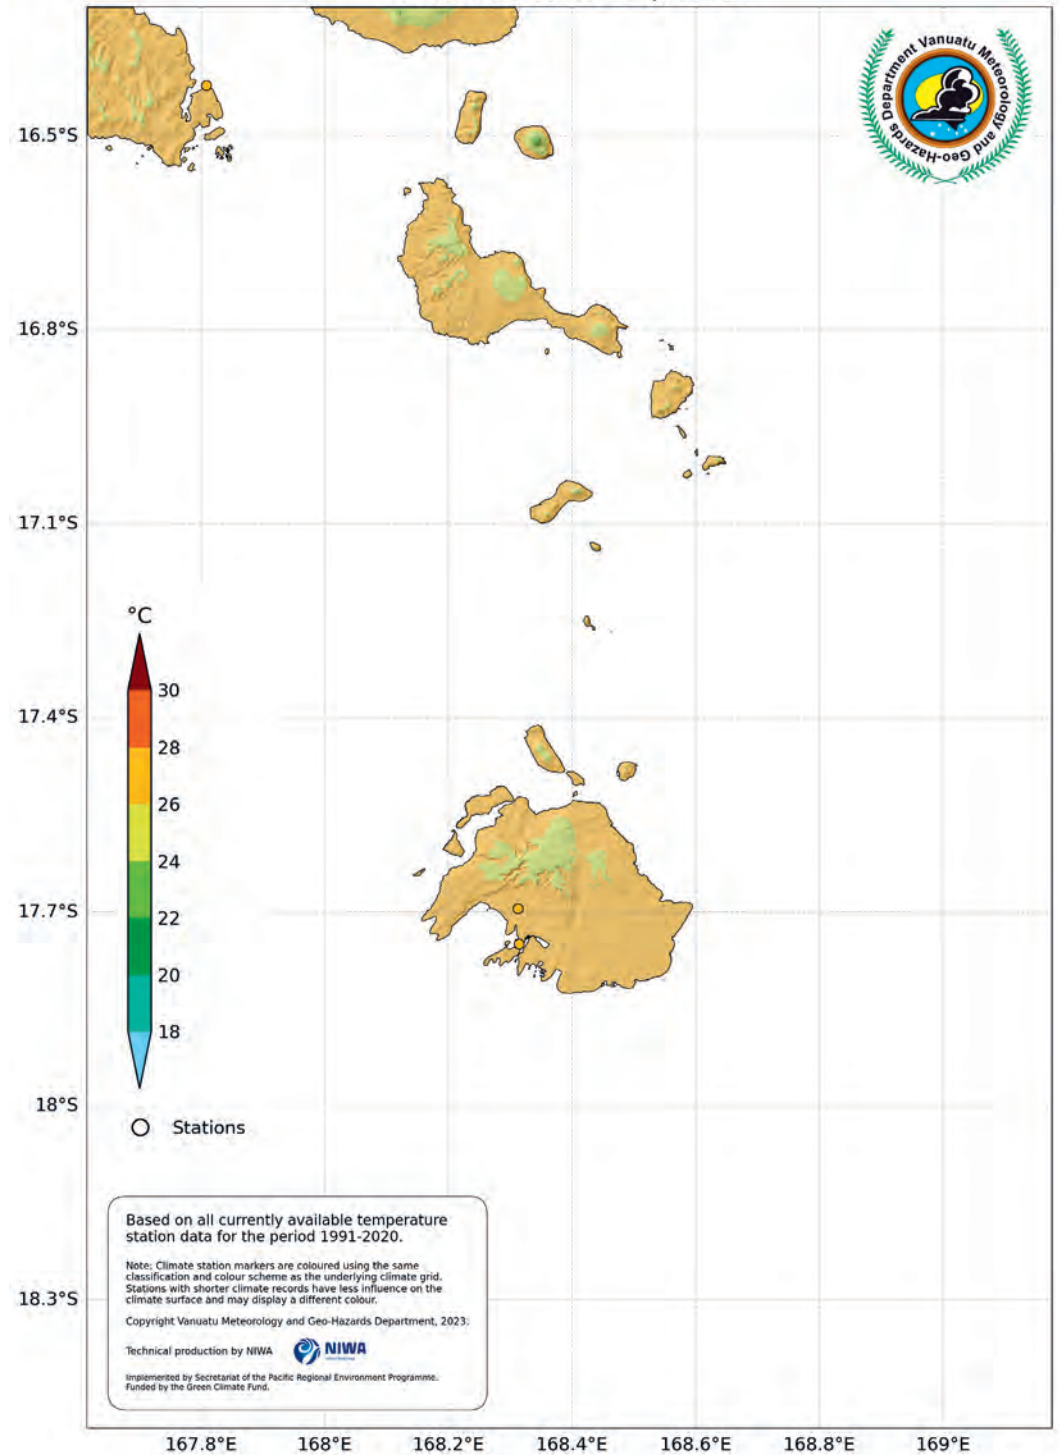 Department Vanuatu Meteorology and Geo-Hazards
16.5°S
16.8°S
17.1°S
°C
30
17.4°S
28
26
24
17.7°S
22
20
18
18°S
Stations
Based on all currently available temperature
station data for the period 1991-2020.
Note: Climate station markers are coloured using the same
classification and colour scheme as the underlying climate grid.
Stations with shorter climate records have less influence on the
climate surface and may display a different colour.
18.3°S
Copyright Vanuatu Meteorology and Geo-Hazards Department, 2023.
Technical production by NIWA
NIWA
Implemented by Secretariat of the Pacific Regional Environment Programme.
Funded by the Green Climate Fund.
167.8°E 168°E 168.2°E 168.4°E 168.6°E 168.8°E 169°E